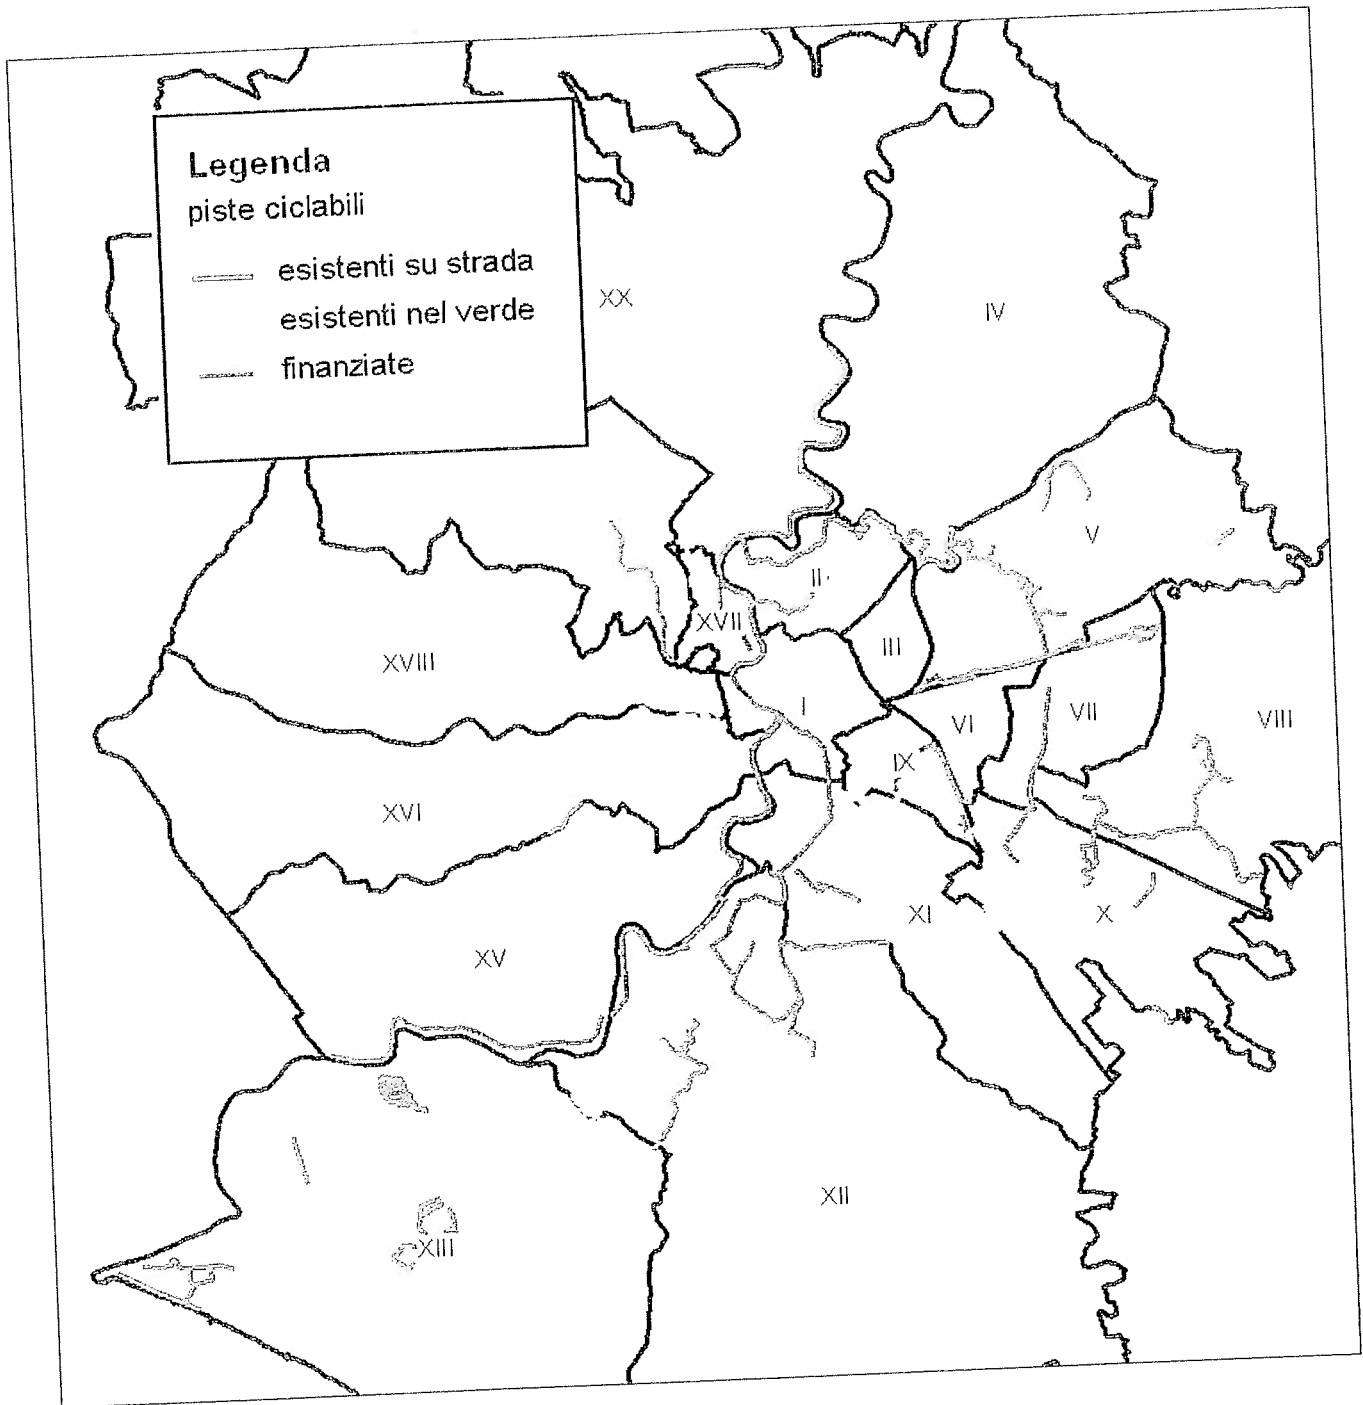 Legenda
piste ciclabili
esistenti su strada
esistenti nel verde
finanziate
XX
IV
V
II
XVII
III
XVIII
I
VI
VII
VIII
IX
XVI
XI
X
XV
XII
XIII